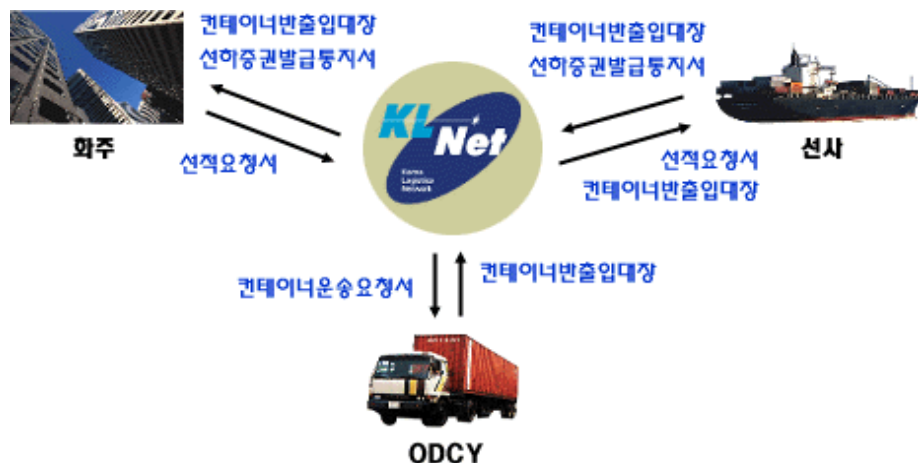 컨테이너반출입대장
선하증권발급통지서
컨테이너반출입대장
선하증권발급통지서
화주
선적요청서
KL Net
Korea
Logistics
Network
선사
선적요청서
컨테이너반출입대장
컨테이너운송요청서
컨테이너반출입대장
ODCY